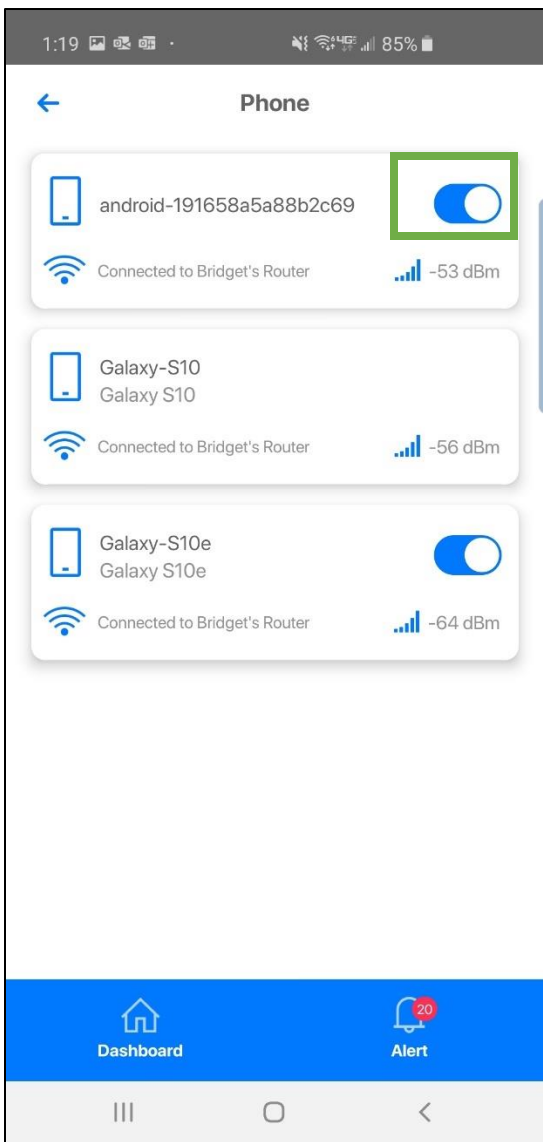 1:19 85%
Phone
android-191658a5a88b2c69
Connected to Bridget's Router -53 dBm
Galaxy-S10
Galaxy S10
Connected to Bridget's Router -56 dBm
Galaxy-S10e
Galaxy S10e
Connected to Bridget's Router -64 dBm
20
Dashboard Alert